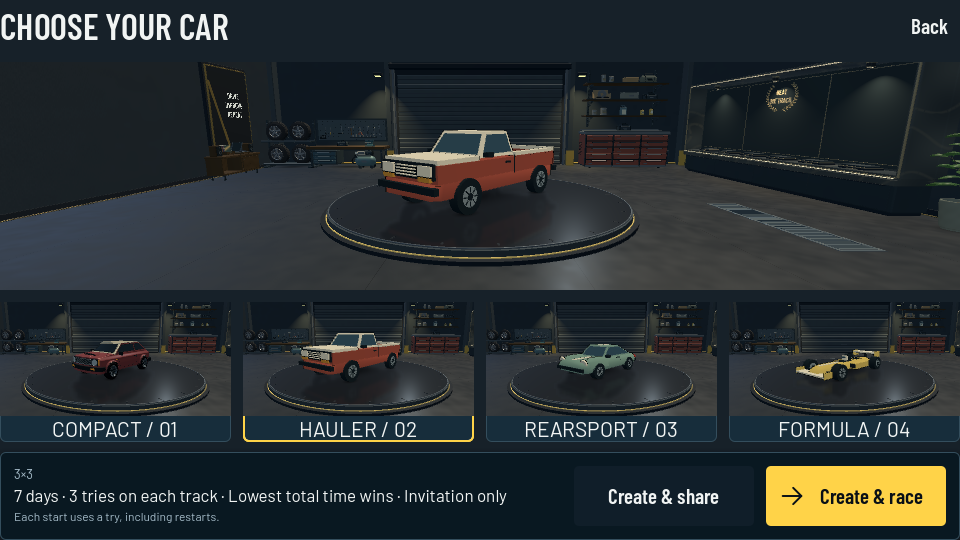 CHOOSE YOUR CAR
Back
COMPACT / 01
HAULER / 02
REARSPORT / 03
FORMULA / 04
3×3
7 days · 3 tries on each track · Lowest total time wins · Invitation only
Each start uses a try, including restarts.
Create & share
Create & race